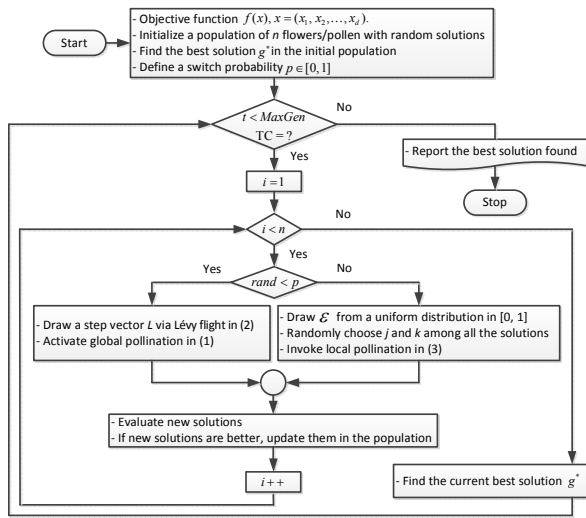 Start
- Objective function f(x), x = (x₁, x₂,…, x_d).
- Initialize a population of n flowers/pollen with random solutions
- Find the best solution g* in the initial population
- Define a switch probability p ∈ [0, 1]
t < MaxGen
TC = ?
No
Yes
- Report the best solution found
Stop
i=1
i < n
No
Yes
rand < p
Yes
No
- Draw a step vector L via Lévy flight in (2)
- Activate global pollination in (1)
- Draw ε from a uniform distribution in [0, 1]
- Randomly choose j and k among all the solutions
- Invoke local pollination in (3)
- Evaluate new solutions
- If new solutions are better, update them in the population
i++
- Find the current best solution g*